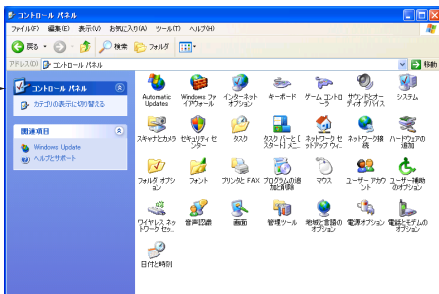 コントロール パネル
ファイル(F) 編集(E) 表示(V) お気に入り(A) ツール(T) ヘルプ(H)
戻る 検索 フォルダ
アドレス(D) コントロール パネル 移動
コントロール パネル
カテゴリの表示に切り替える
関連項目
Windows Update
ヘルプとサポート
Automatic Updates
Windows ファイアウォール
インターネット オプション
キーボード
ゲーム コントローラ
サウンドとオーディオ デバイス
システム
スキャナとカメラ
セキュリティ センター
タスク
タスク バーと [スタート] メニ...
ネットワーク セットアップ ウィ...
ネットワーク接続
ハードウェアの追加
フォルダ オプション
フォント
プリンタと FAX
プログラムの追加と削除
マウス
ユーザー アカウント
ユーザー補助のオプション
ワイヤレス ネットワーク セッ...
音声認識
画面
管理ツール
地域と言語のオプション
電源オプション
電話とモデムのオプション
日付と時刻